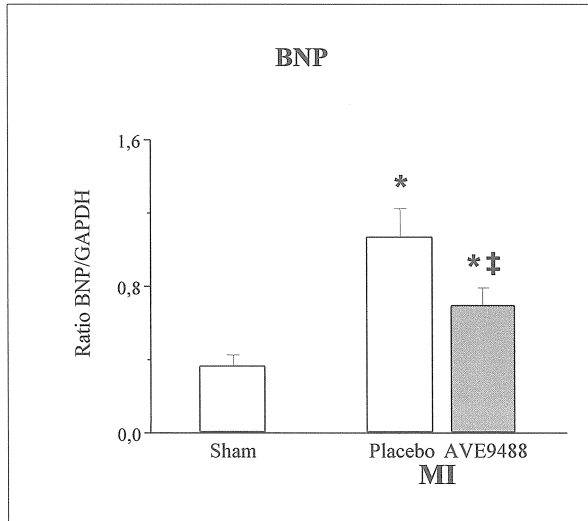 BNP
1,6
*
*‡
0,8
0,0
Ratio BNP/GAPDH
Sham
Placebo AVE9488
MI